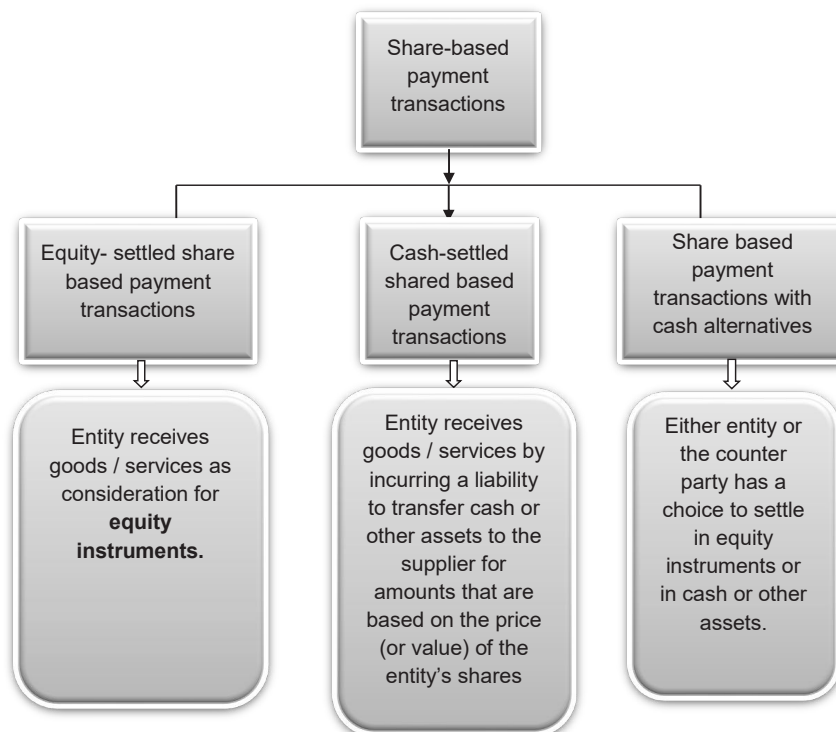 Share-based
payment
transactions
Equity- settled share
based payment
transactions
Cash-settled
shared based
payment
transactions
Share based
payment
transactions with
cash alternatives
Entity receives
goods / services as
consideration for
equity
instruments.
Entity receives
goods / services by
incurring a liability
to transfer cash or
other assets to the
supplier for
amounts that are
based on the price
(or value) of the
entity’s shares
Either entity or
the counter
party has a
choice to settle
in equity
instruments or
in cash or other
assets.